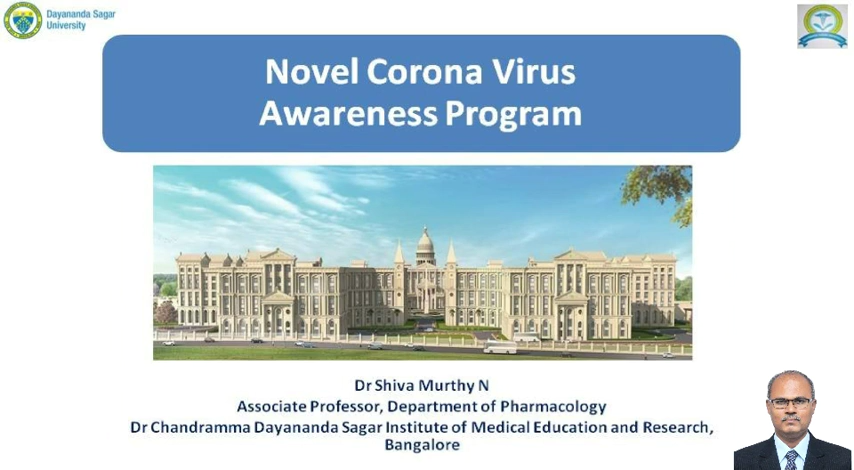 Dayananda Sagar
University
Novel Corona Virus
Awareness Program
Dr Shiva Murthy N
Associate Professor, Department of Pharmacology
Dr Chandramma Dayananda Sagar Institute of Medical Education and Research,
Bangalore